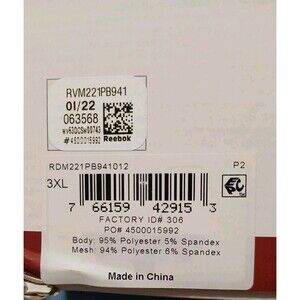 RVM221PB941
01/22
063568
Reebok
# 4500015992
RDM221PB941012
P2
3XL
7 66159 42915 3
FACTORY ID# 306
PO# 4500015992
Body: 95% Polyester 5% Spandex
Mesh: 94% Polyester 6% Spandex
Made in China